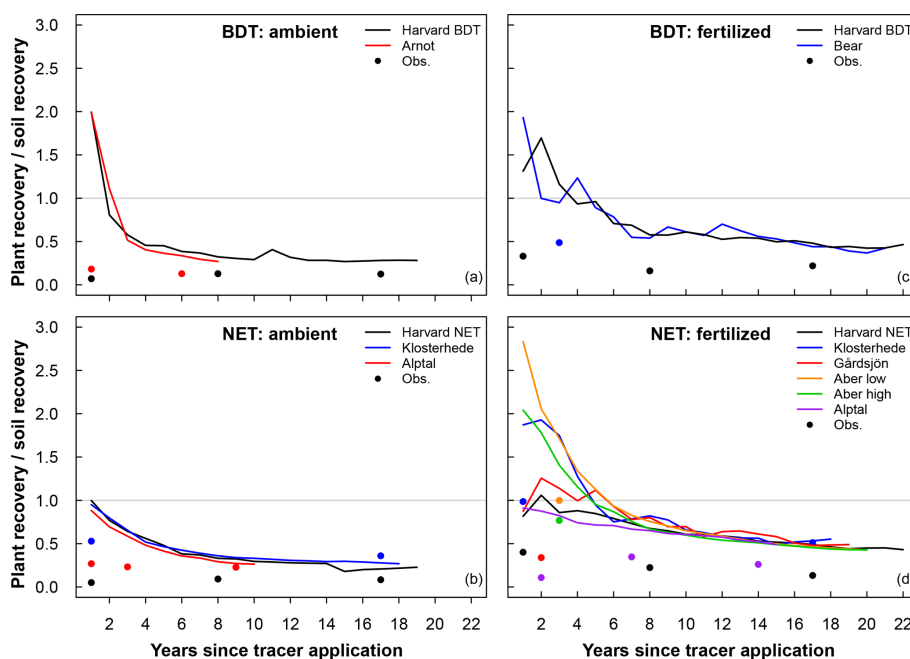 BDT: ambient
Harvard BDT
Arnot
Obs.
(a)
Plant recovery / soil recovery
3.0
2.5
2.0
1.5
1.0
0.5
0.0
BDT: fertilized
Harvard BDT
Bear
Obs.
(c)
NET: ambient
Harvard NET
Klosterhede
Alptal
Obs.
(b)
Plant recovery / soil recovery
3.0
2.5
2.0
1.5
1.0
0.5
0.0
2 4 6 8 10 12 14 16 18 20 22
Years since tracer application
NET: fertilized
Harvard NET
Klosterhede
Gårdsjön
Aber low
Aber high
Alptal
Obs.
(d)
2 4 6 8 10 12 14 16 18 20 22
Years since tracer application